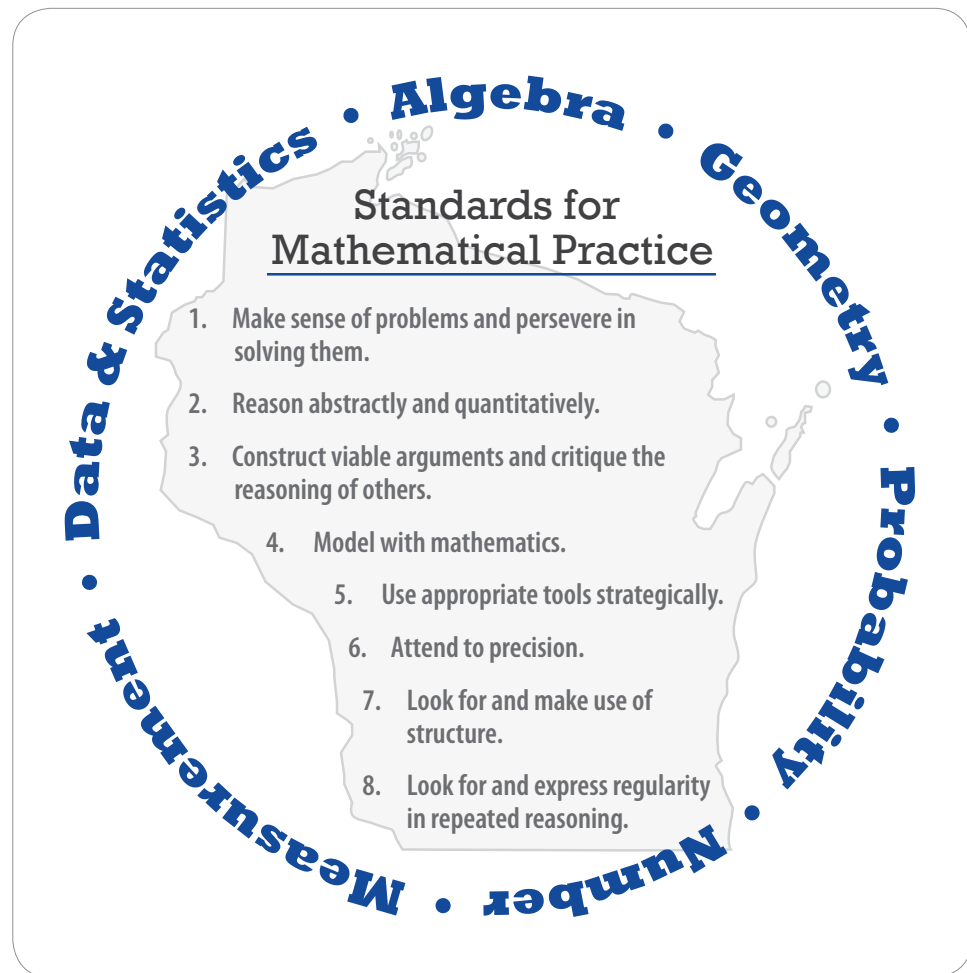 Algebra • Geometry • Probability • Number • Measurement • Data & Statistics •
Standards for
Mathematical Practice
1. Make sense of problems and persevere in
solving them.
2. Reason abstractly and quantitatively.
3. Construct viable arguments and critique the
reasoning of others.
4. Model with mathematics.
5. Use appropriate tools strategically.
6. Attend to precision.
7. Look for and make use of
structure.
8. Look for and express regularity
in repeated reasoning.